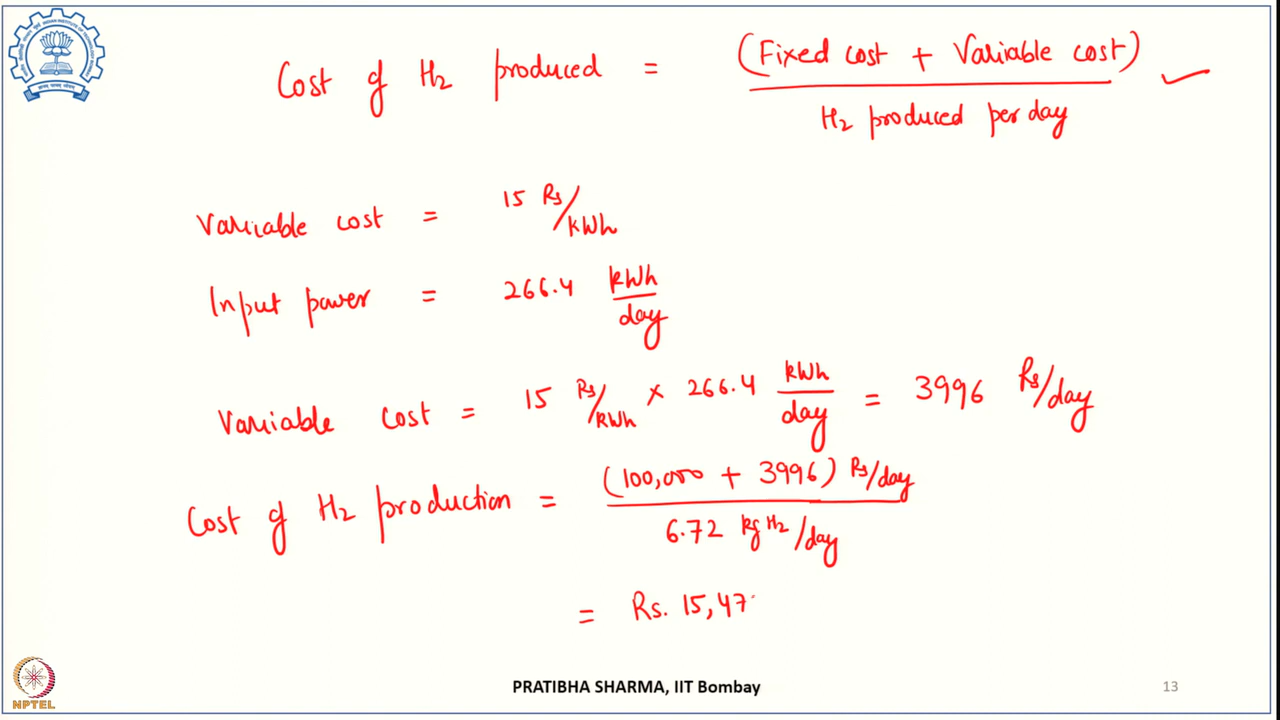 Cost of H2 produced = (Fixed cost + Variable cost) / H2 produced per day
Variable cost = 15 Rs/kWh
Input power = 266.4 kWh/day
Variable cost = 15 Rs/kWh × 266.4 kWh/day = 3996 Rs/day
Cost of H2 production = (100,000 + 3996) Rs/day / 6.72 kg H2/day
= Rs. 15,47
NPTEL
PRATIBHA SHARMA, IIT Bombay
13